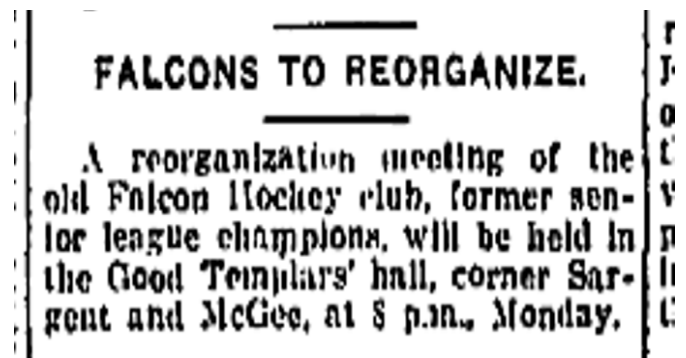 FALCONS TO REORGANIZE.
A reorganization meeting of the
old Falcon Hockey club, former sen-
ior league champions, will be held in
the Good Templars' hall, corner Sar-
gent and McGee, at 8 p.m., Monday.